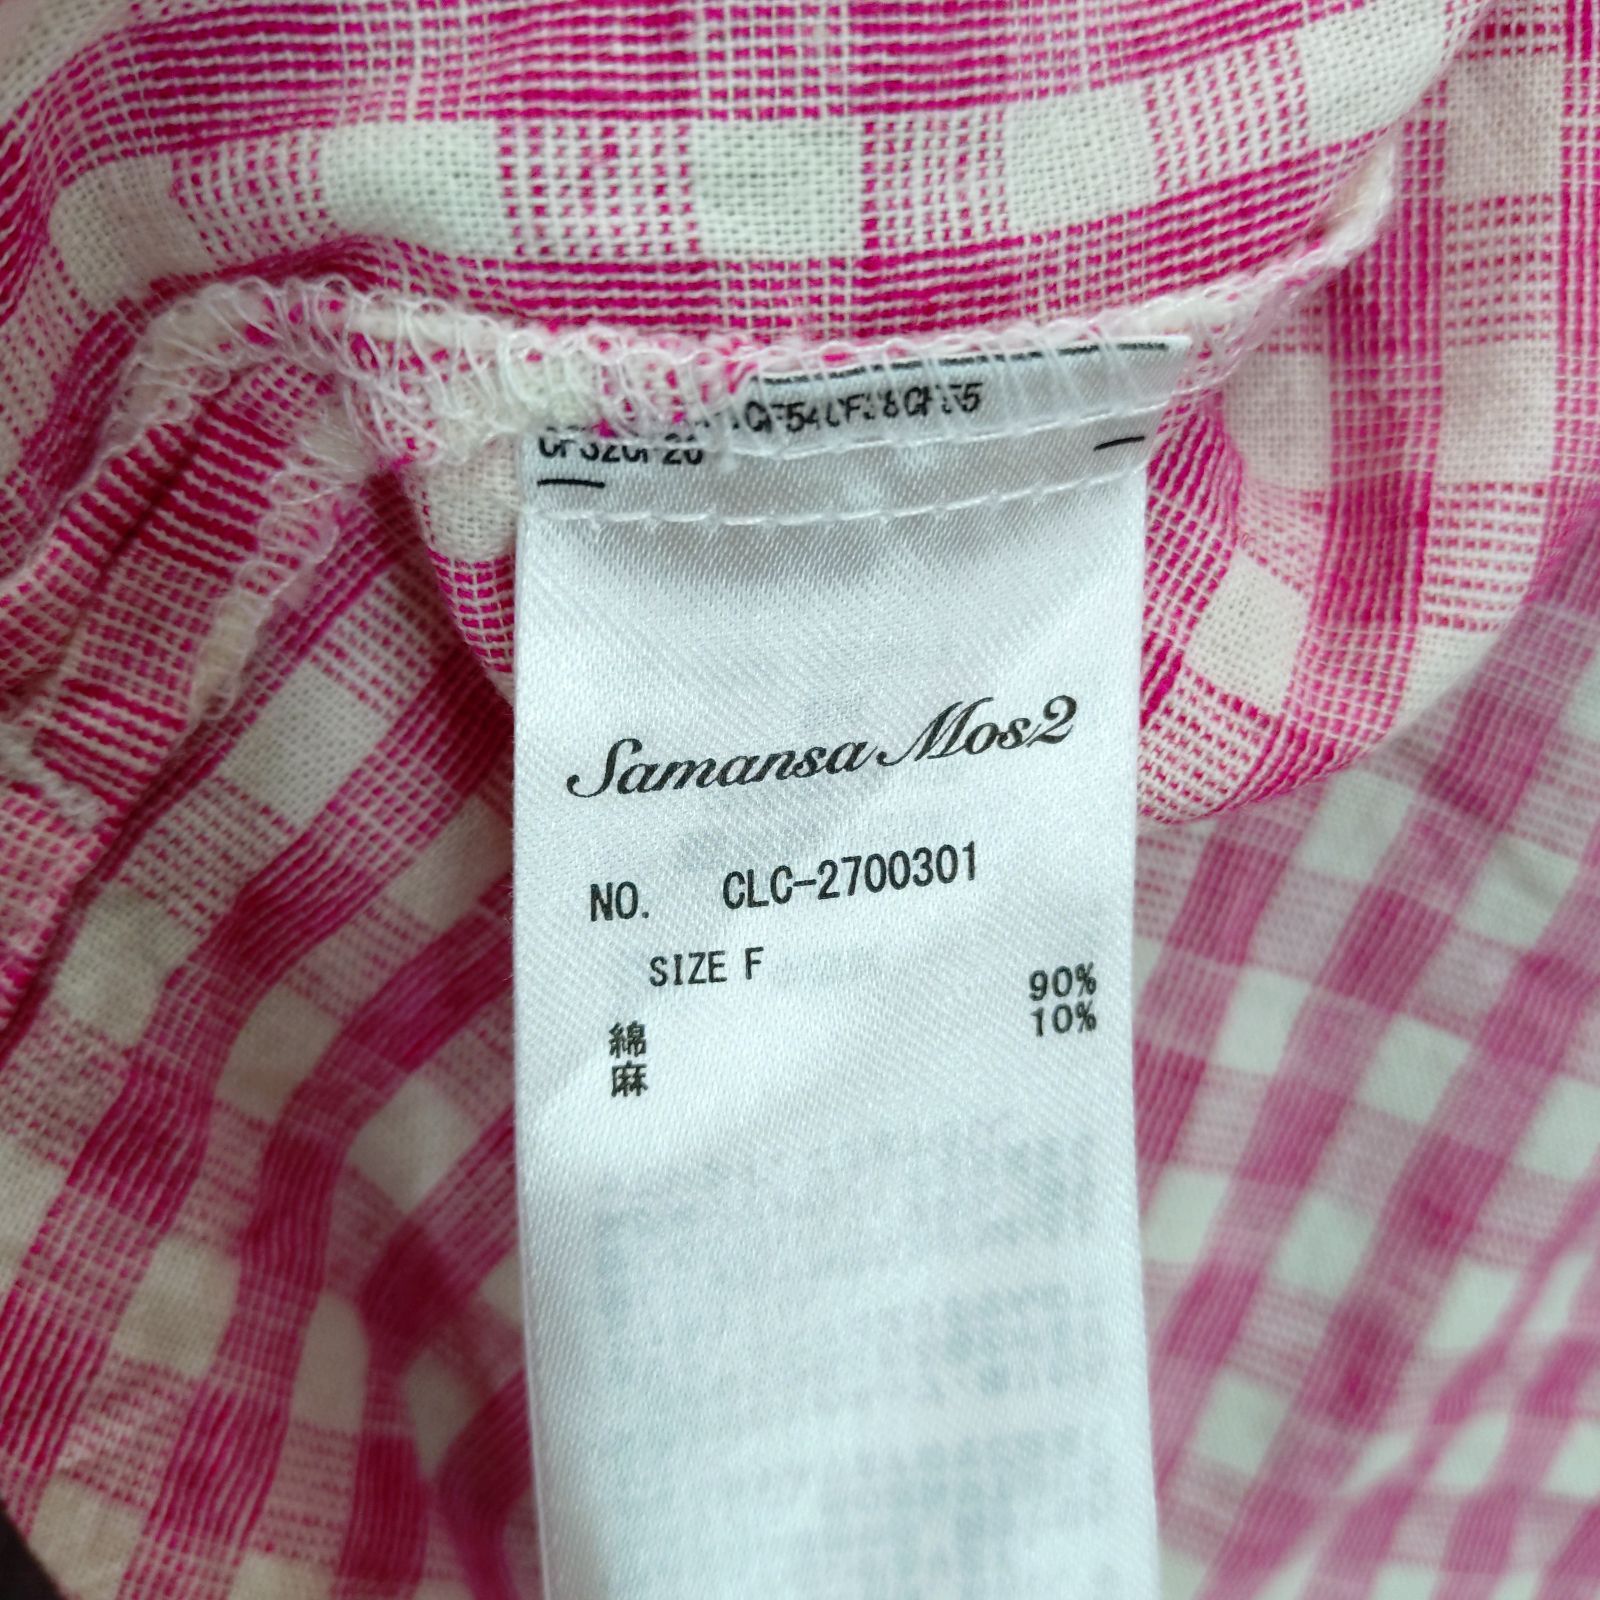 Samansa Mos2
NO. CLC-2700301
SIZE F
綿 90%
麻 10%